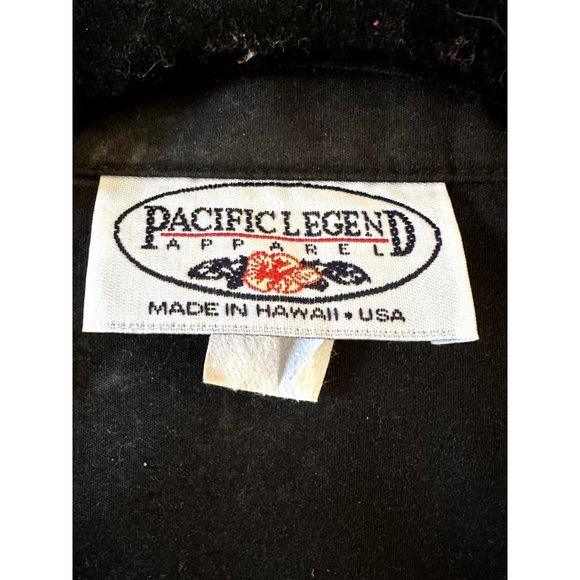 PACIFIC LEGEND
APPAREL
MADE IN HAWAII • USA